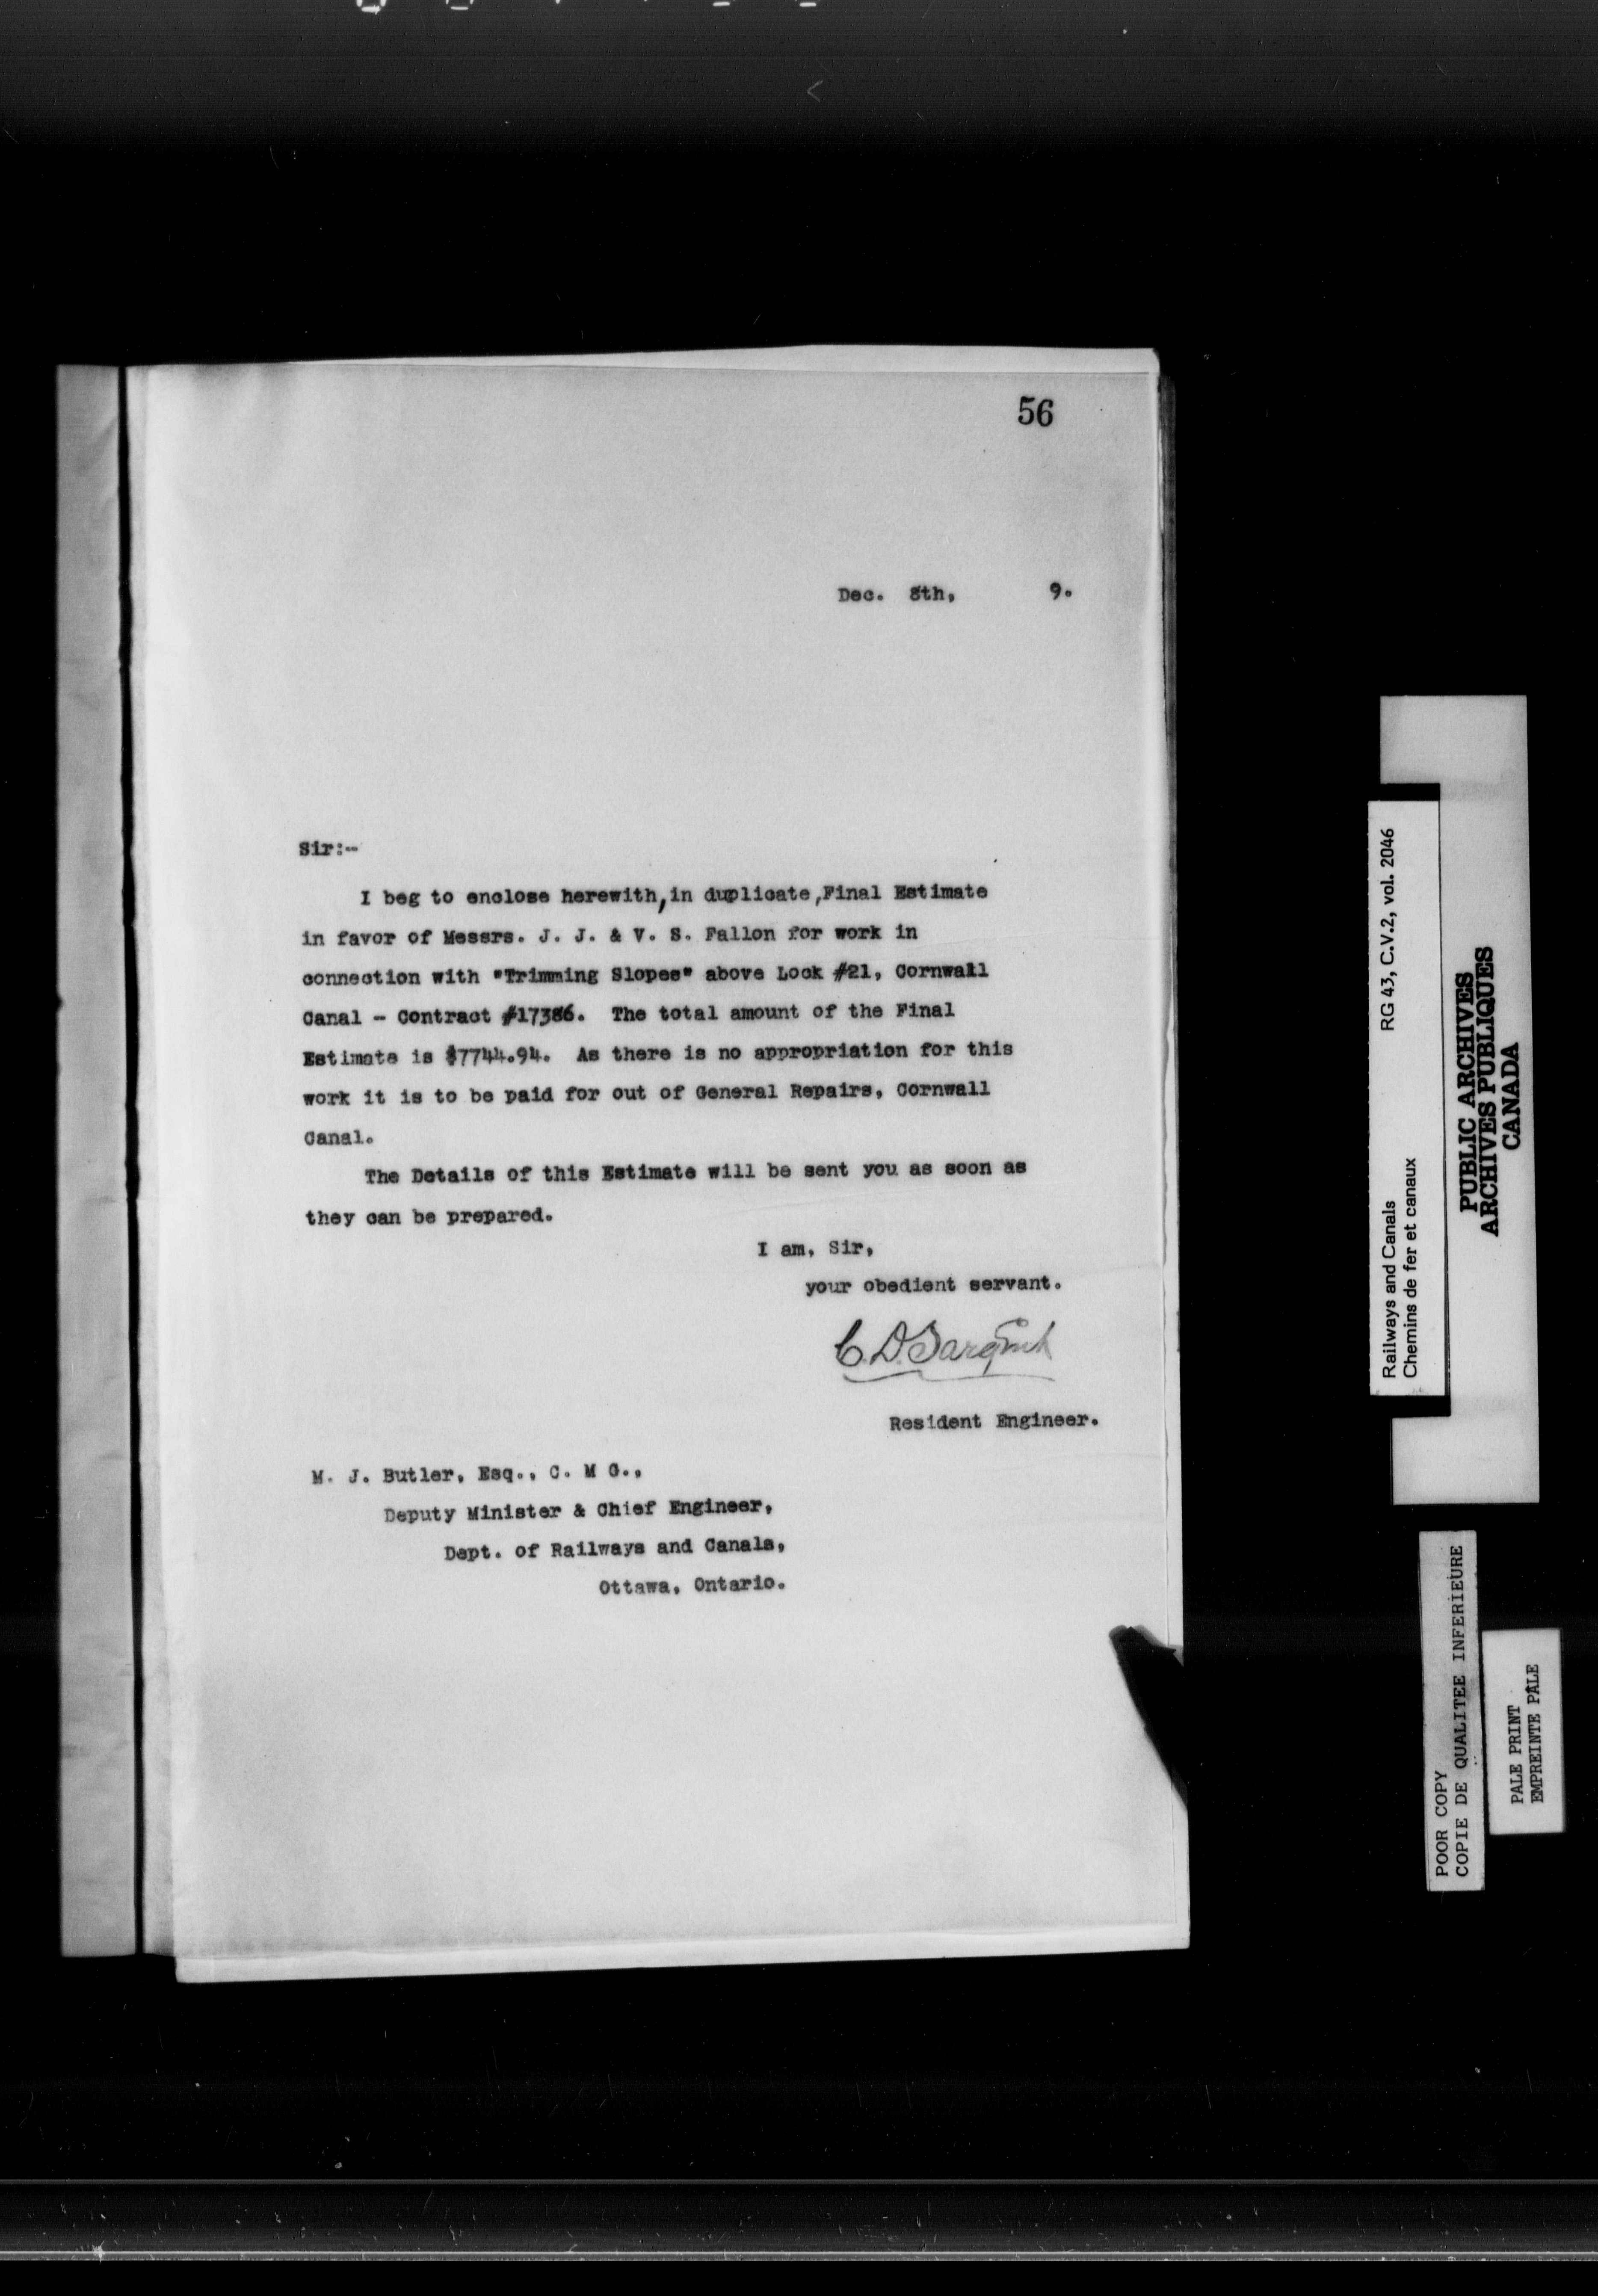 56
Dec. 8th, 9.
Sir:--
I beg to enclose herewith, in duplicate, Final Estimate
in favor of Messrs. J. J. & V. S. Fallon for work in
connection with "Trimming Slopes" above Lock #21, Cornwall
Canal - Contract #17386. The total amount of the Final
Estimate is $7744.94. As there is no appropriation for this
work it is to be paid for out of General Repairs, Cornwall
Canal.
The Details of this Estimate will be sent you as soon as
they can be prepared.
I am, Sir,
your obedient servant.
C. D. Sargent
Resident Engineer.
M. J. Butler, Esq., C. M G.,
Deputy Minister & Chief Engineer,
Dept. of Railways and Canals,
Ottawa, Ontario.
Railways and Canals RG 43, C.V.2, vol. 2046
Chemins de fer et canaux
PUBLIC ARCHIVES
ARCHIVES PUBLIQUES
CANADA
POOR COPY
COPIE DE QUALITEE INFERIEURE
PALE PRINT
EMPREINTE PÂLE